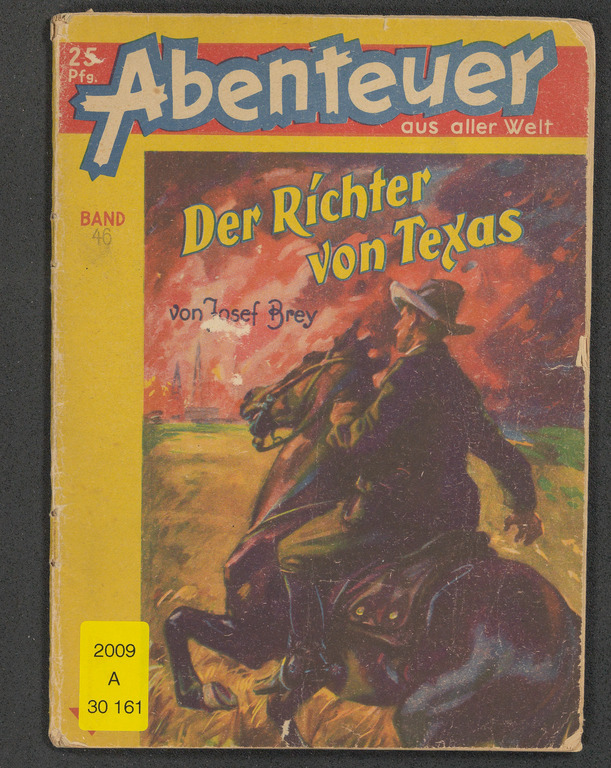 25
Pfg.
Abenteuer
aus aller Welt
BAND
46
Der Richter
von Texas
von Josef Brey
2009
A
30 161